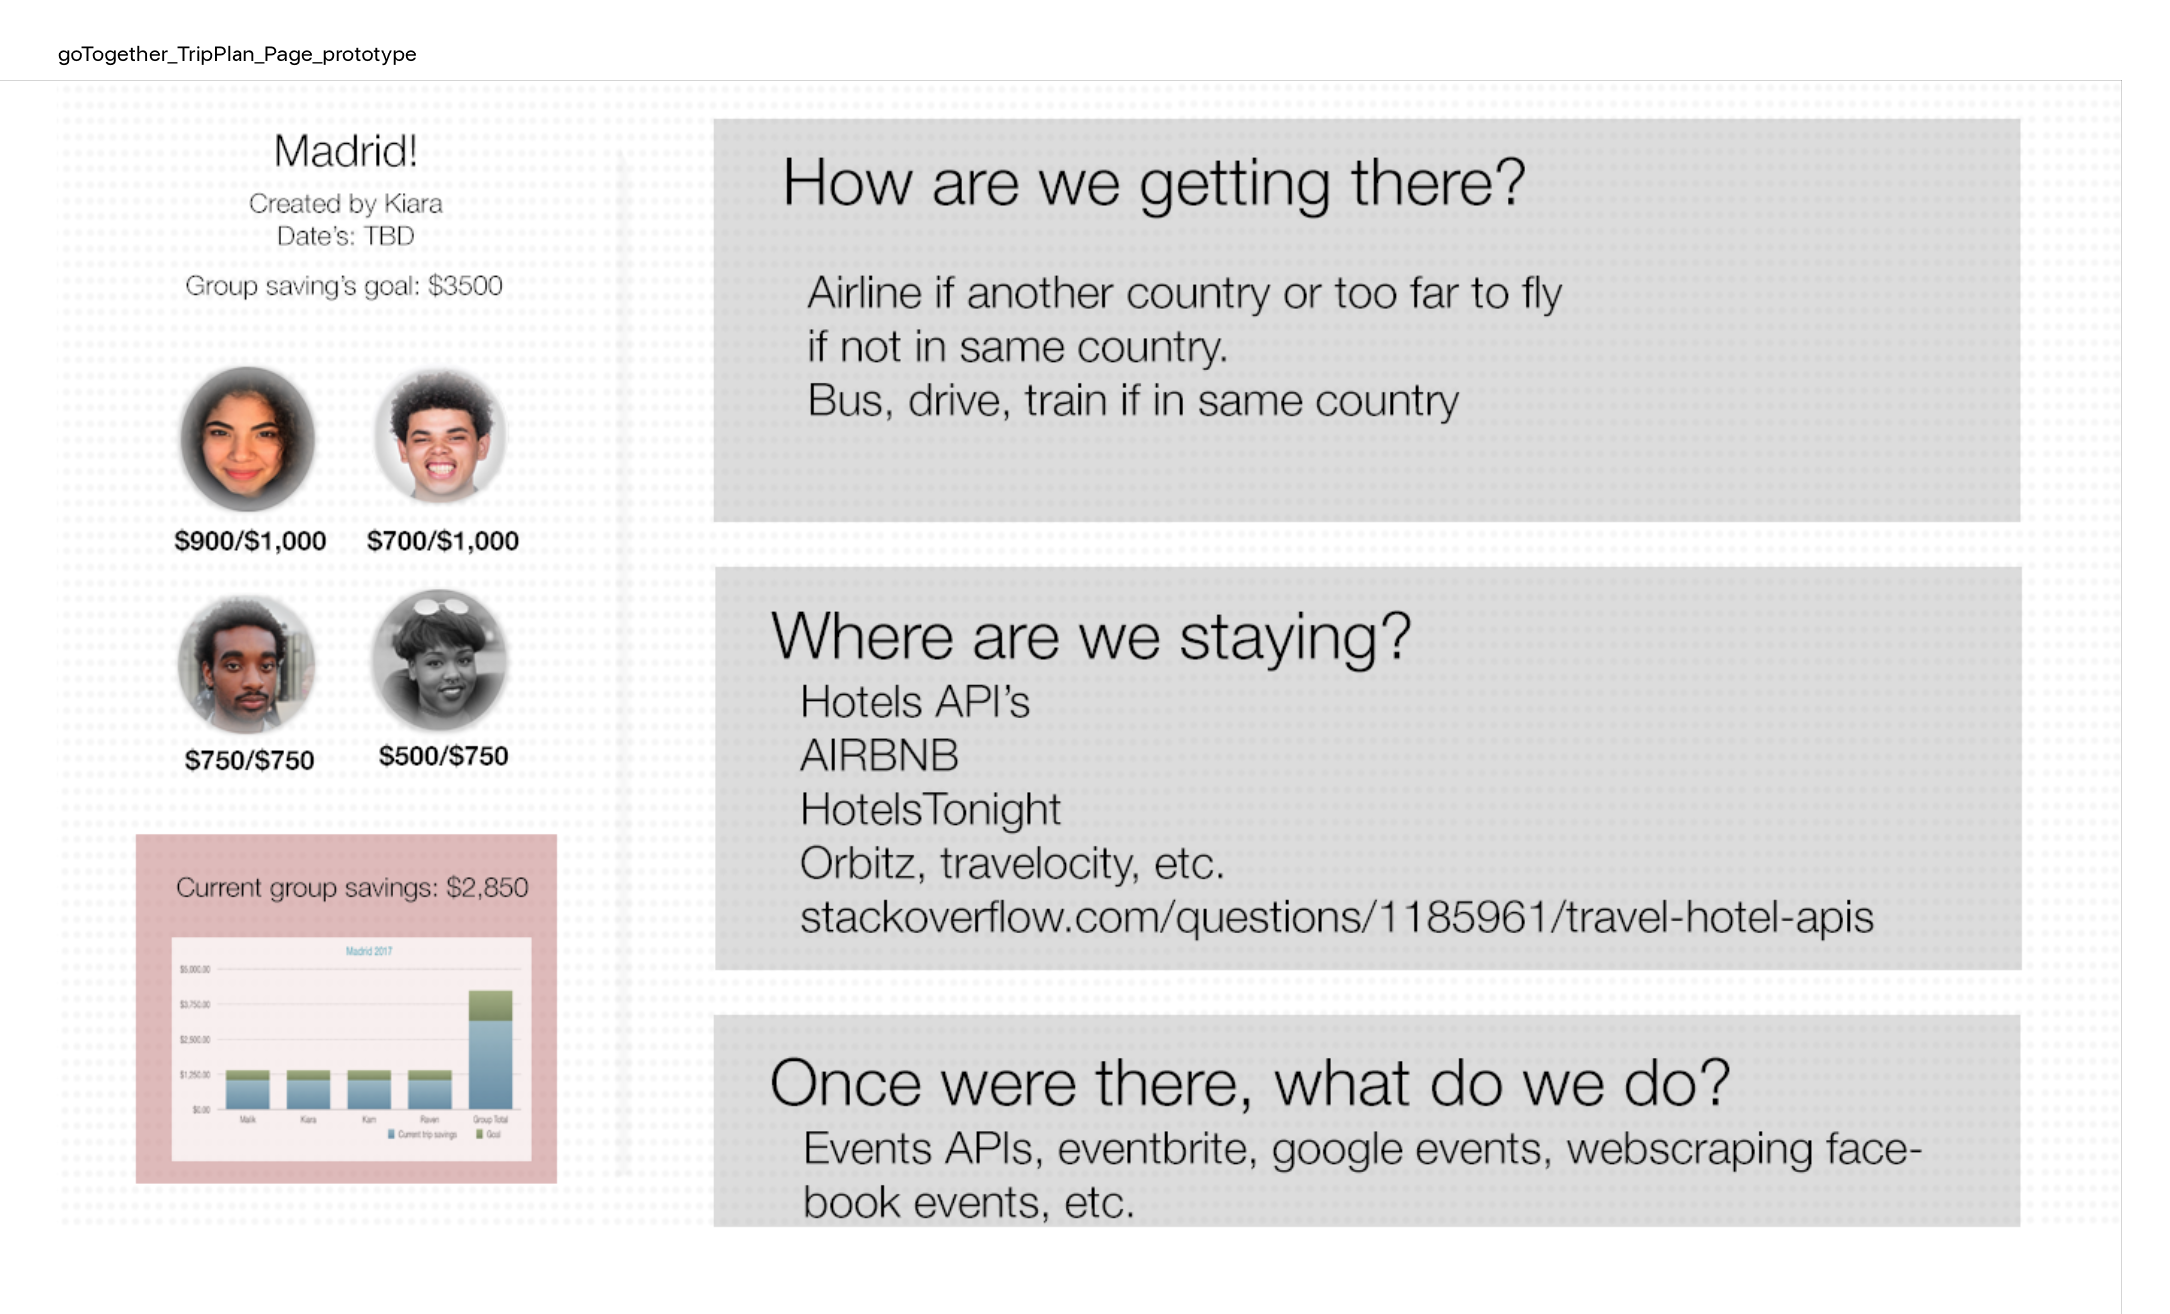 goTogether_TripPlan_Page_prototype
Madrid!
Created by Kiara
Date's: TBD
Group saving's goal: $3500
$900/$1,000
$700/$1,000
$750/$750
$500/$750
Current group savings: $2,850
Madrid 2017
$5,000.00
$3,750.00
$2,500.00
$1,250.00
$0.00
Malik
Kiara
Kam
Raven
Group Total
Current trip savings
Goal
How are we getting there?
Airline if another country or too far to fly
if not in same country.
Bus, drive, train if in same country
Where are we staying?
Hotels API's
AIRBNB
HotelsTonight
Orbitz, travelocity, etc.
stackoverflow.com/questions/1185961/travel-hotel-apis
Once were there, what do we do?
Events APIs, eventbrite, google events, webscraping face-
book events, etc.